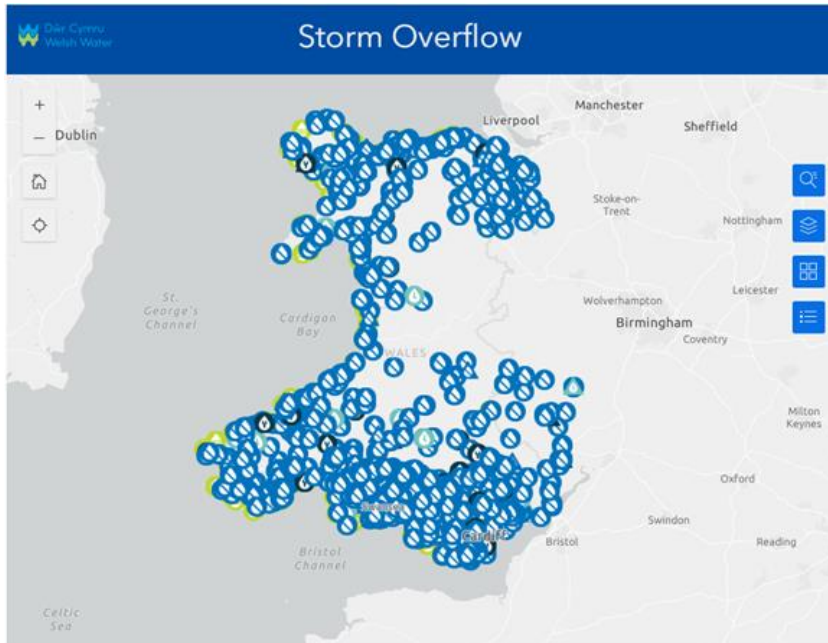 Dŵr Cymru
Welsh Water
Storm Overflow
+
−
Dublin
Liverpool
Manchester
Sheffield
Stoke-on-
Trent
Nottingham
St.
George's
Channel
Cardigan
Bay
Wolverhampton
Leicester
Birmingham
Coventry
WALES
Milton
Keynes
Oxford
Swansea
Swindon
Cardiff
Bristol
Reading
Bristol
Channel
Celtic
Sea